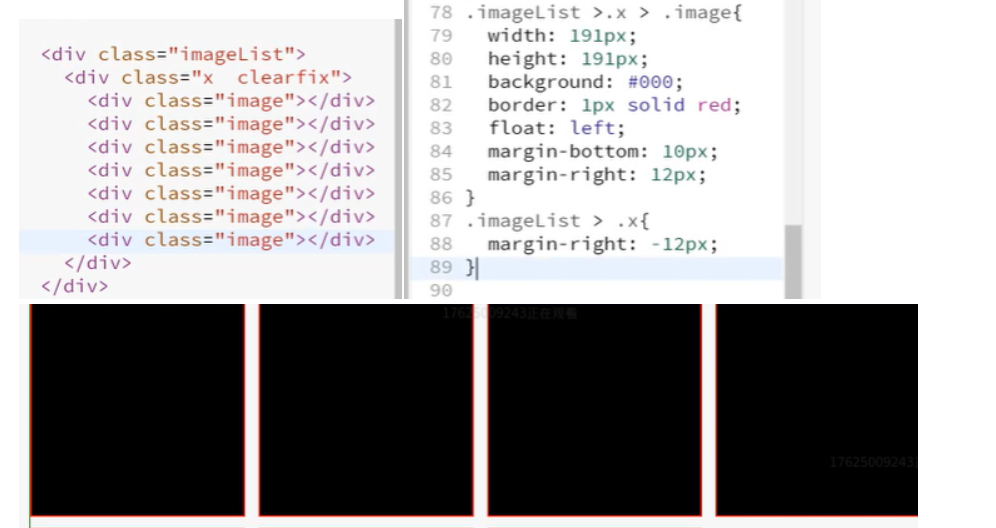 <div class="imageList">
<div class="x  clearfix">
<div class="image"></div>
<div class="image"></div>
<div class="image"></div>
<div class="image"></div>
<div class="image"></div>
<div class="image"></div>
<div class="image"></div>
</div>
</div>
78 .imageList >.x > .image{
79 width: 191px;
80 height: 191px;
81 background: #000;
82 border: 1px solid red;
83 float: left;
84 margin-bottom: 10px;
85 margin-right: 12px;
86 }
87 .imageList > .x{
88 margin-right: -12px;
89 }
90
17625009243正在观看
17625009243